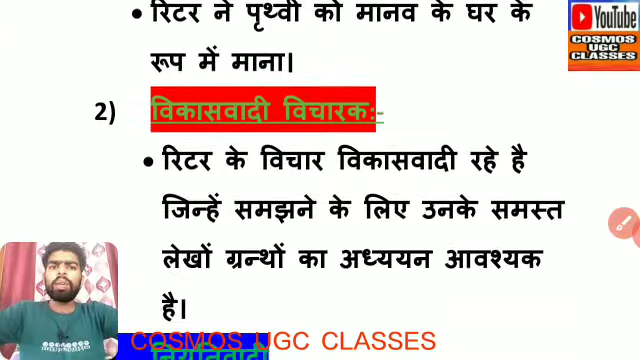 • रिटर ने पृथ्वी को मानव के घर के
रूप में माना।
YouTube
COSMOS
UGC
CLASSES
2) विकासवादी विचारक:-
• रिटर के विचार विकासवादी रहे है
जिन्हें समझने के लिए उनके समस्त
लेखों ग्रन्थों का अध्ययन आवश्यक
है।
COSMOS UGC CLASSES